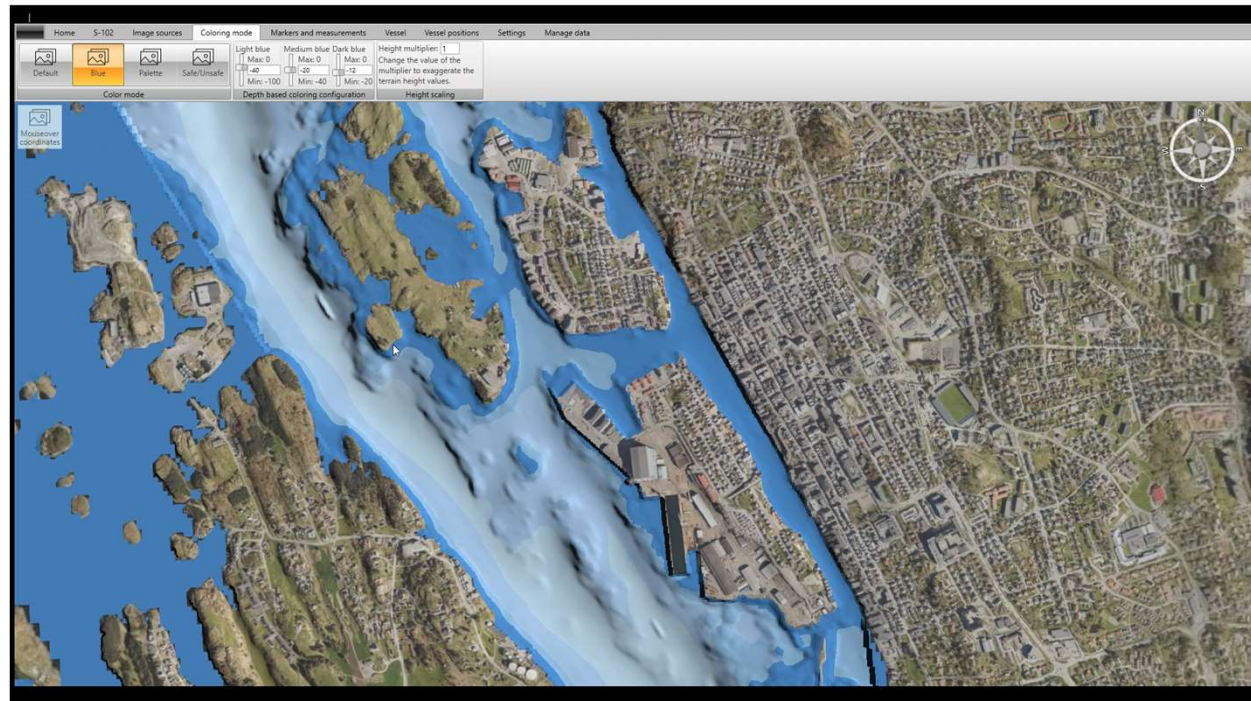 Home S-102 Image sources Coloring mode Markers and measurements Vessel Vessel positions Settings Manage data
Light blue Medium blue Dark blue Height multiplier: 1
Max: 0 Max: 0 Max: 0 Change the value of the
-40 -20 -12 multiplier to exaggerate the
Min: -100 Min: -40 Min: -20 terrain height values.
Default Blue Palette Safe/Unsafe
Color mode Depth based coloring configuration Height scaling
Mouseover
coordinates
N
W E
S